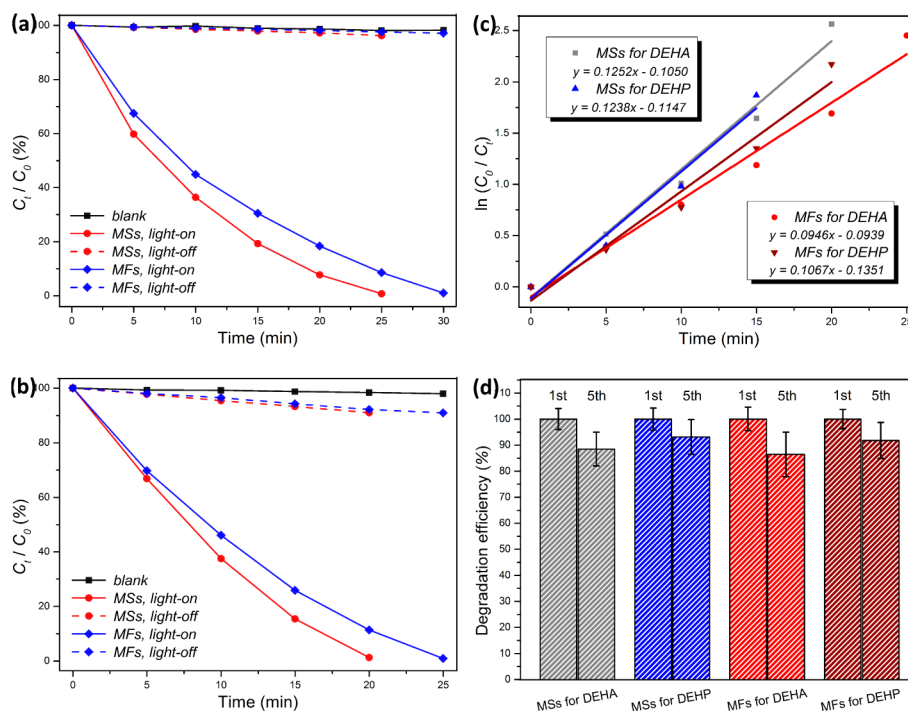 (a)
100
80
60
40
20
0
C_t / C_0 (%)
blank
MSs, light-on
MSs, light-off
MFs, light-on
MFs, light-off
0 5 10 15 20 25 30
Time (min)
(c)
2.5
2.0
1.5
1.0
0.5
0.0
ln (C_0 / C_t)
MSs for DEHA
y = 0.1252x - 0.1050
MSs for DEHP
y = 0.1238x - 0.1147
MFs for DEHA
y = 0.0946x - 0.0939
MFs for DEHP
y = 0.1067x - 0.1351
0 5 10 15 20 25
Time (min)
(b)
100
80
60
40
20
0
C_t / C_0 (%)
blank
MSs, light-on
MSs, light-off
MFs, light-on
MFs, light-off
0 5 10 15 20 25
Time (min)
(d)
110
100
90
80
70
60
50
40
30
20
10
0
Degradation efficiency (%)
1st 5th 1st 5th 1st 5th 1st 5th
MSs for DEHA MSs for DEHP MFs for DEHA MFs for DEHP